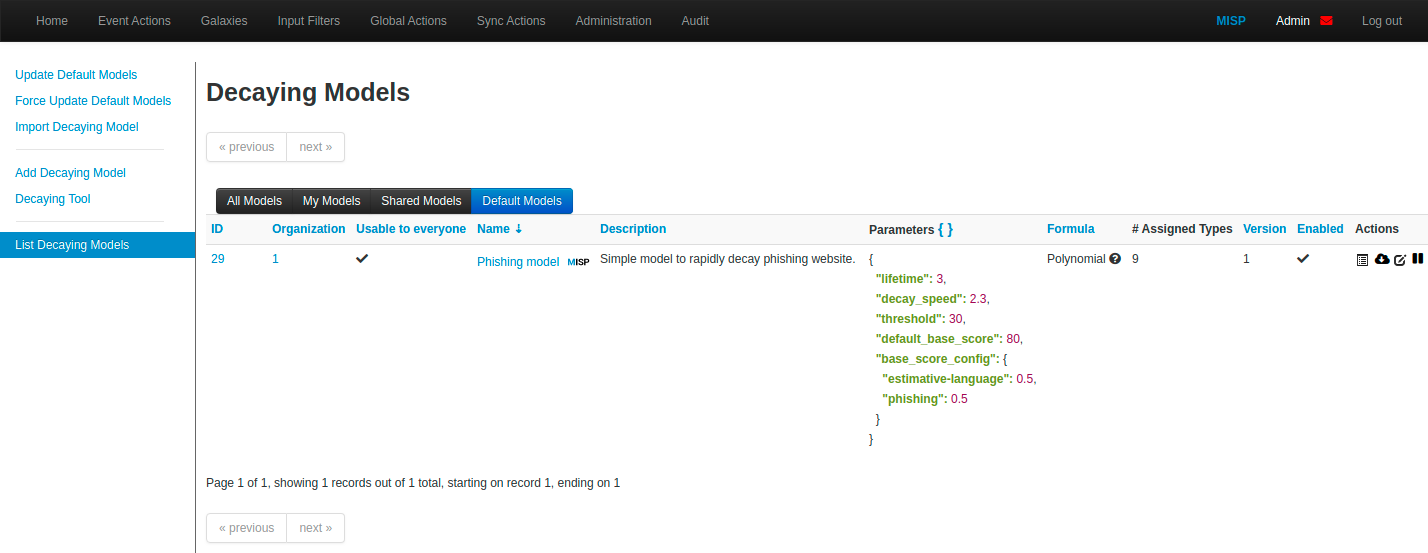 Home Event Actions Galaxies Input Filters Global Actions Sync Actions Administration Audit MISP Admin Log out
Update Default Models
Force Update Default Models
Import Decaying Model
Add Decaying Model
Decaying Tool
List Decaying Models
Decaying Models
« previous next »
All Models My Models Shared Models Default Models
ID Organization Usable to everyone Name ↓ Description Parameters { } Formula # Assigned Types Version Enabled Actions
29 1 ✔ Phishing model MISP Simple model to rapidly decay phishing website. { Polynomial ? 9 1 ✔
"lifetime": 3,
"decay_speed": 2.3,
"threshold": 30,
"default_base_score": 80,
"base_score_config": {
"estimative-language": 0.5,
"phishing": 0.5
}
}
Page 1 of 1, showing 1 records out of 1 total, starting on record 1, ending on 1
« previous next »